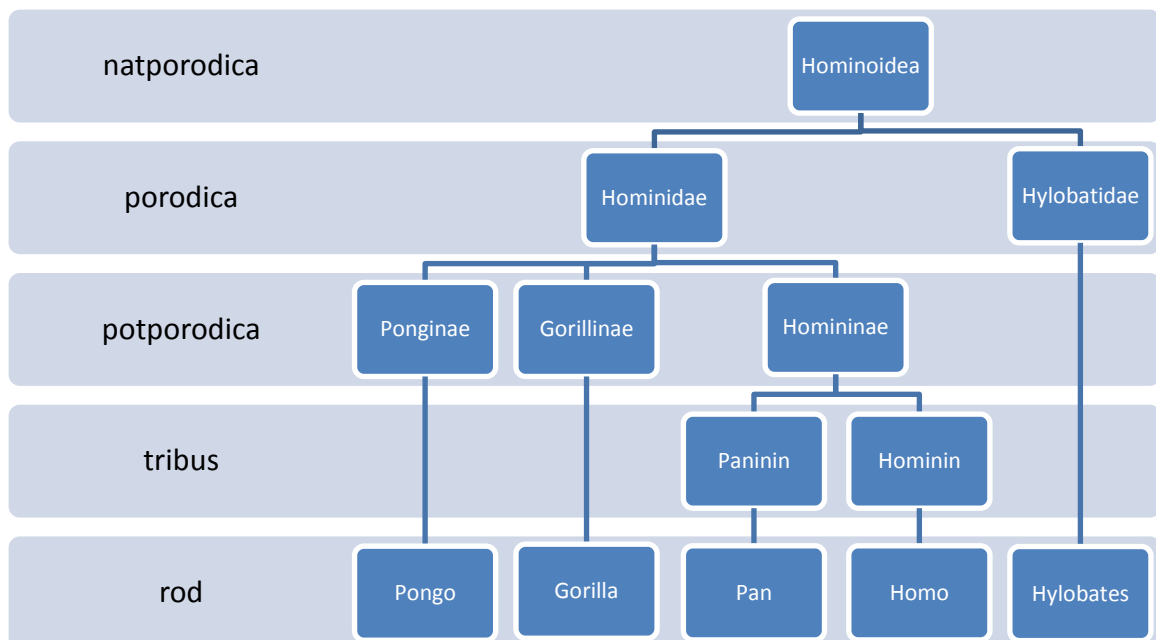 natporodica
Hominoidea
porodica
Hominidae
Hylobatidae
potporodica
Ponginae
Gorillinae
Homininae
tribus
Paninin
Hominin
rod
Pongo
Gorilla
Pan
Homo
Hylobates